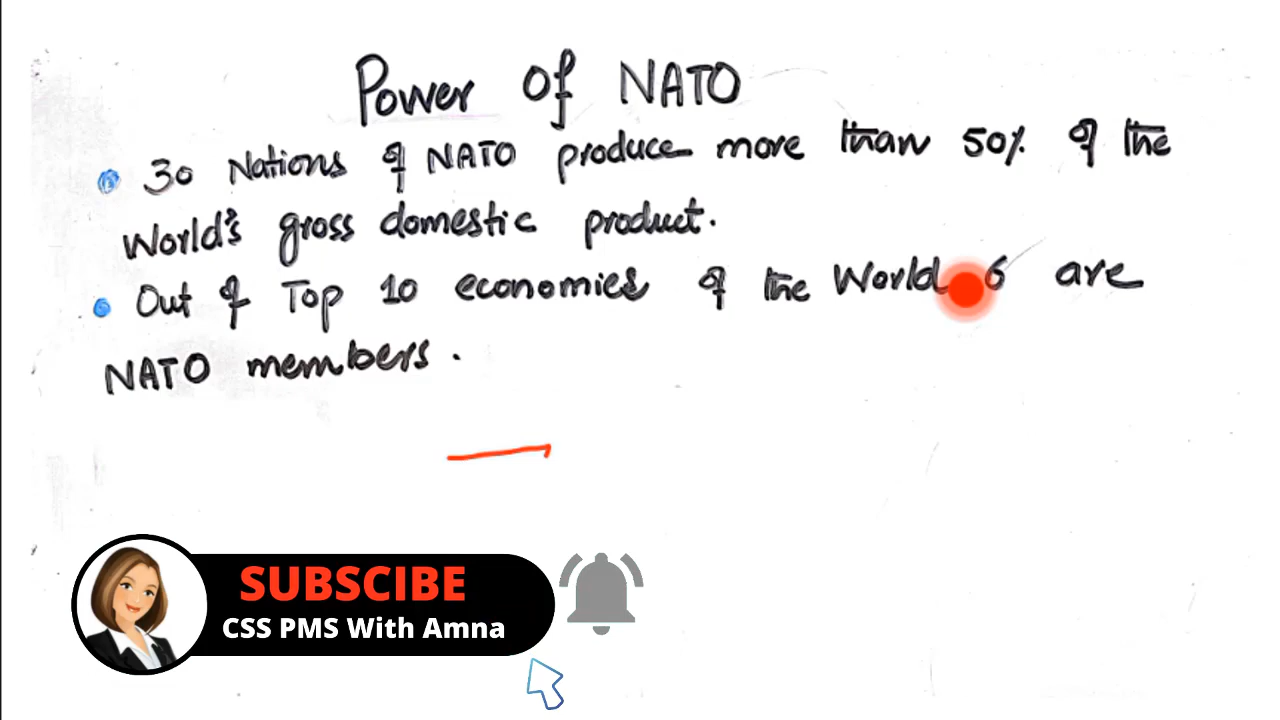 Power Of NATO
• 30 Nations of NATO produce more than 50% of the
World's gross domestic product.
• Out of Top 10 economies of the World 6 are
NATO members.
SUBSCIBE
CSS PMS With Amna